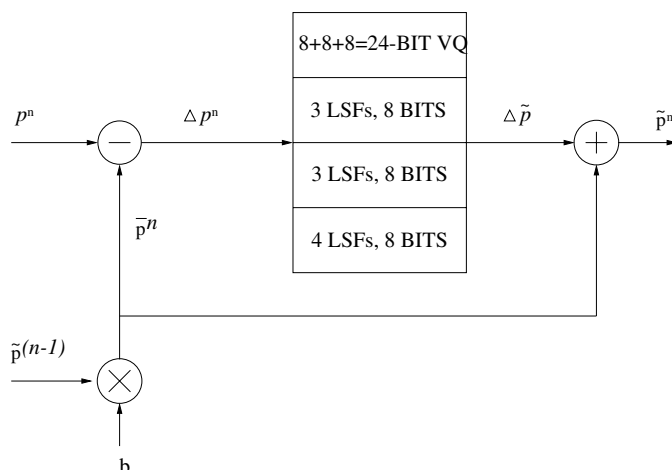 8+8+8=24-BIT VQ
pⁿ
△ pⁿ
3 LSFs, 8 BITS
△ p̃
p̃ⁿ
−
+
3 LSFs, 8 BITS
p̄ⁿ
4 LSFs, 8 BITS
p̃(n-1)
×
b